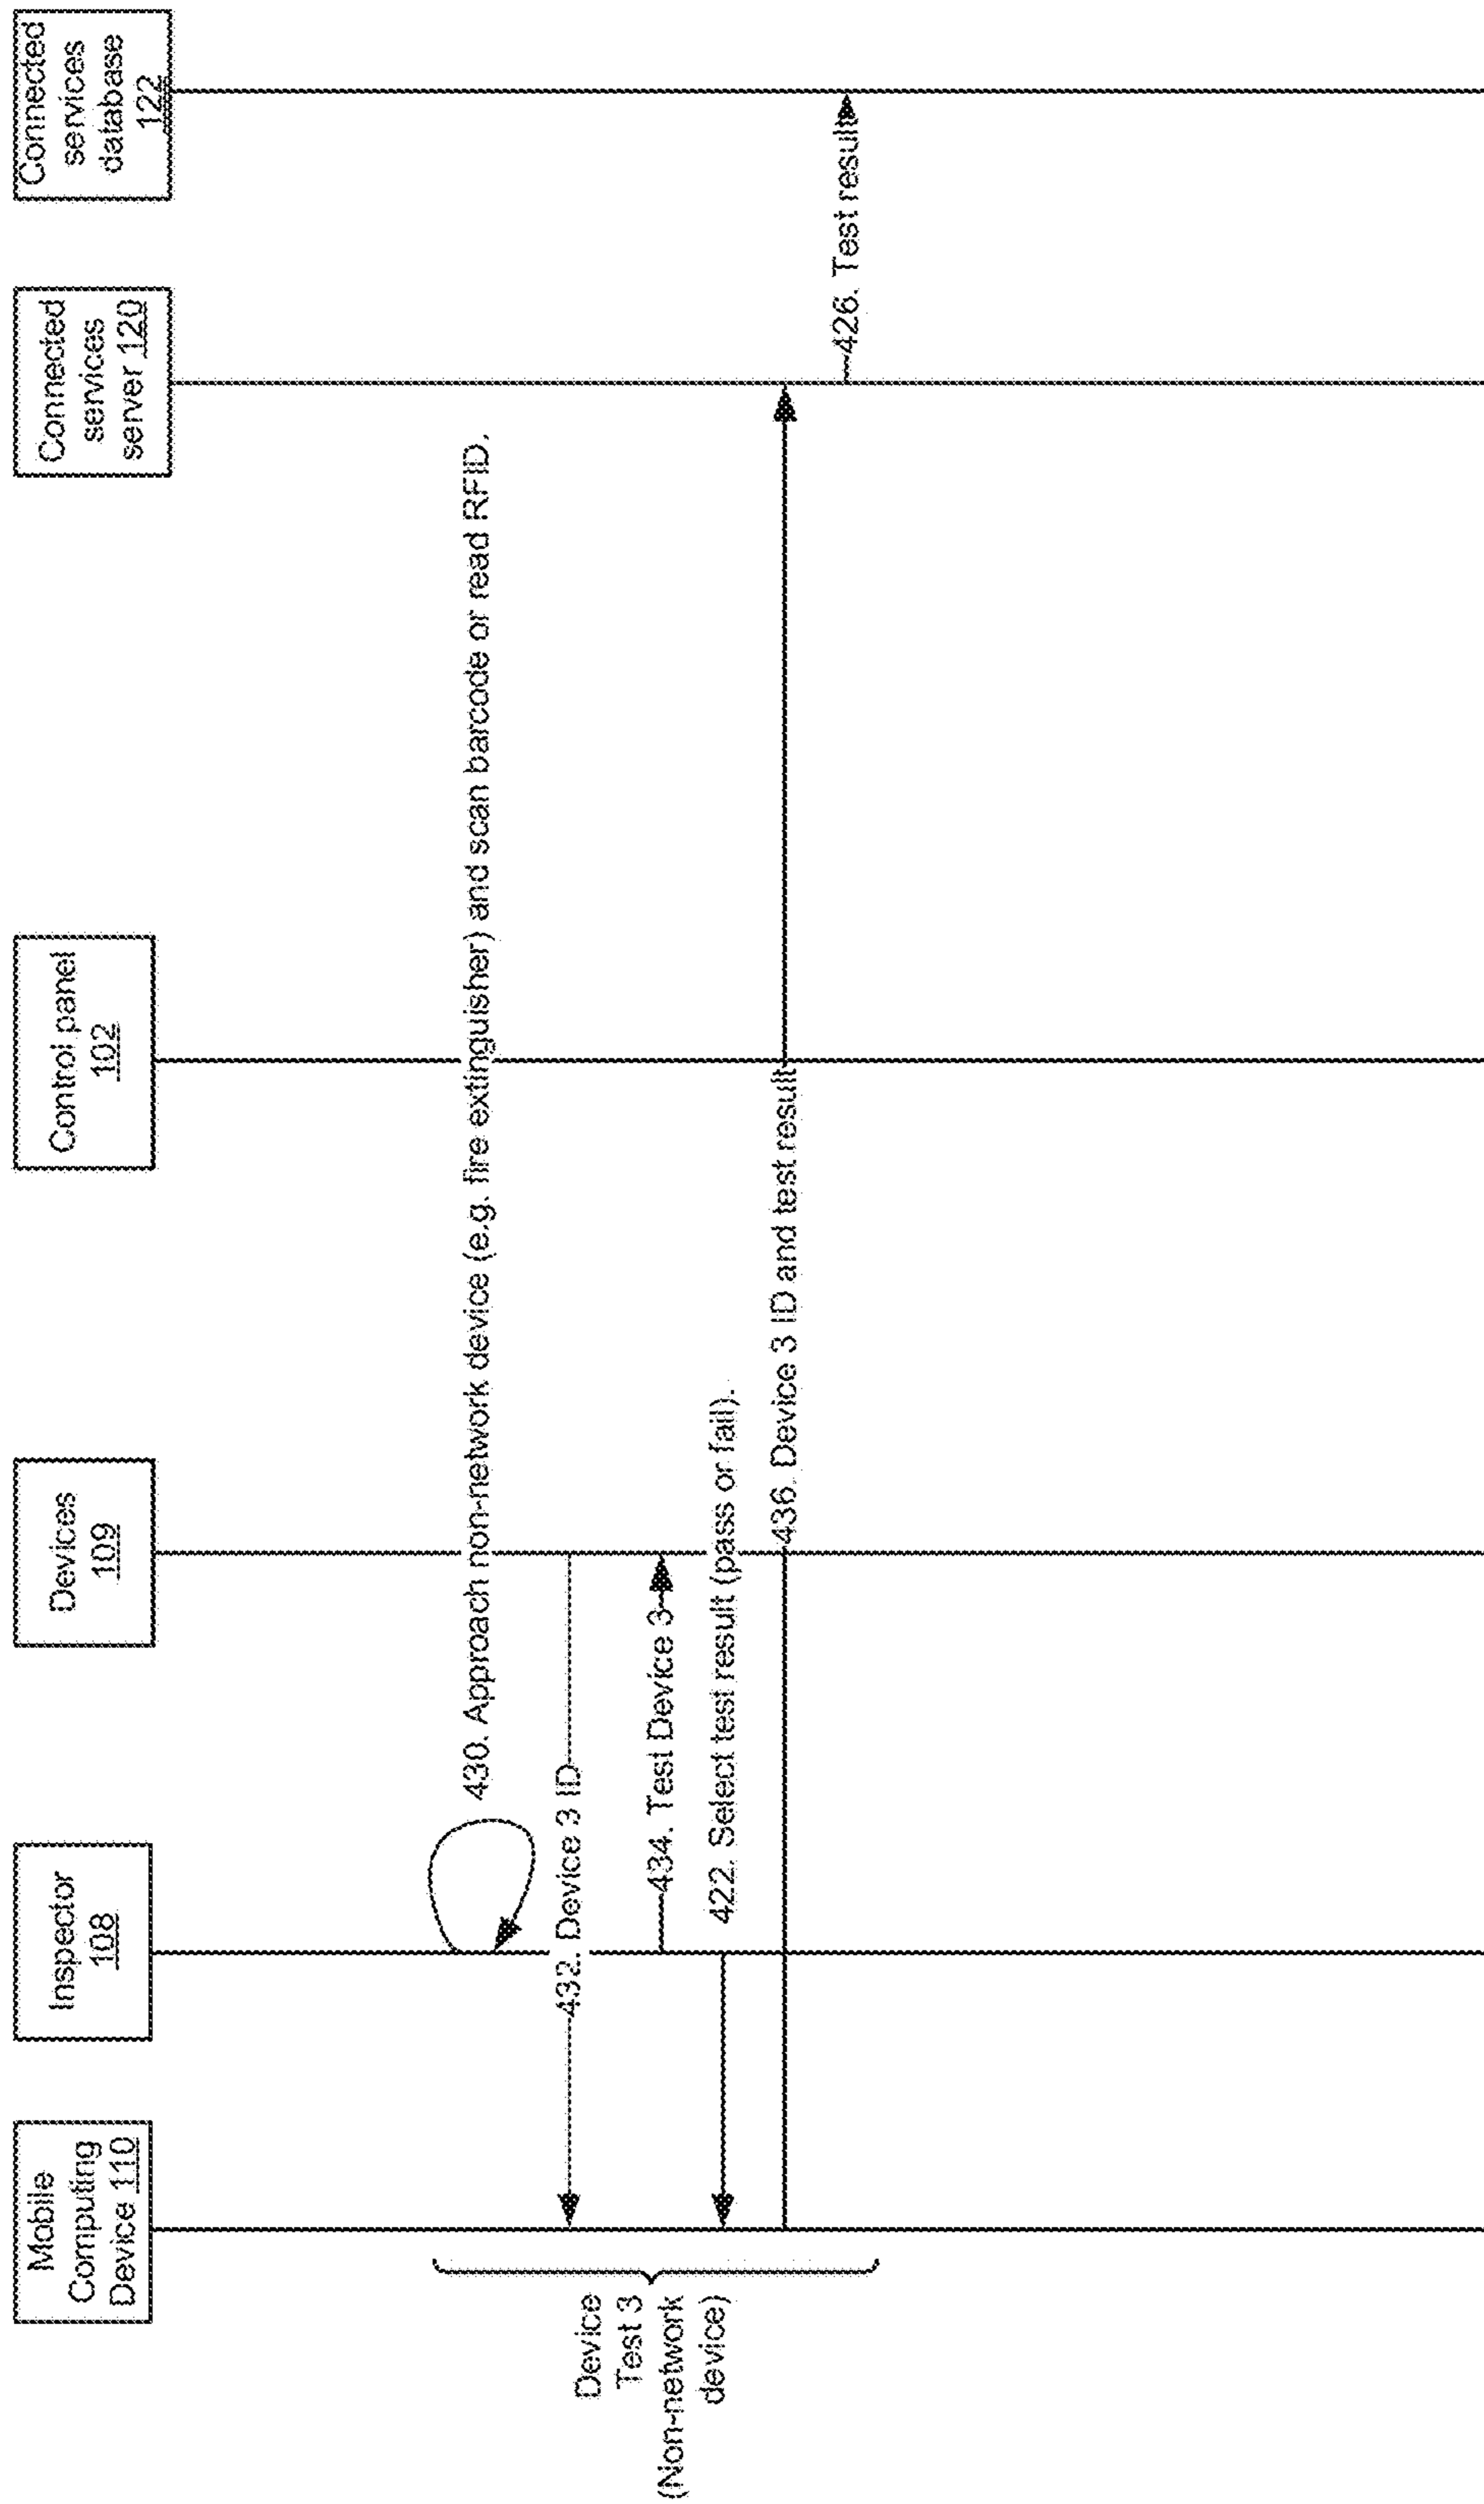 Mobile
Computing
Device 110
Inspector
108
Devices
109
Control panel
102
Connected
services
server 120
Connected
services
database
122
430. Approach non-network device (e.g. fire extinguisher) and scan barcode or read RFID.
432. Device 3 ID
434. Test Device 3
422. Select test result (pass or fail).
436. Device 3 ID and test result
426. Test result
Device
Test 3
(Non-network
device)